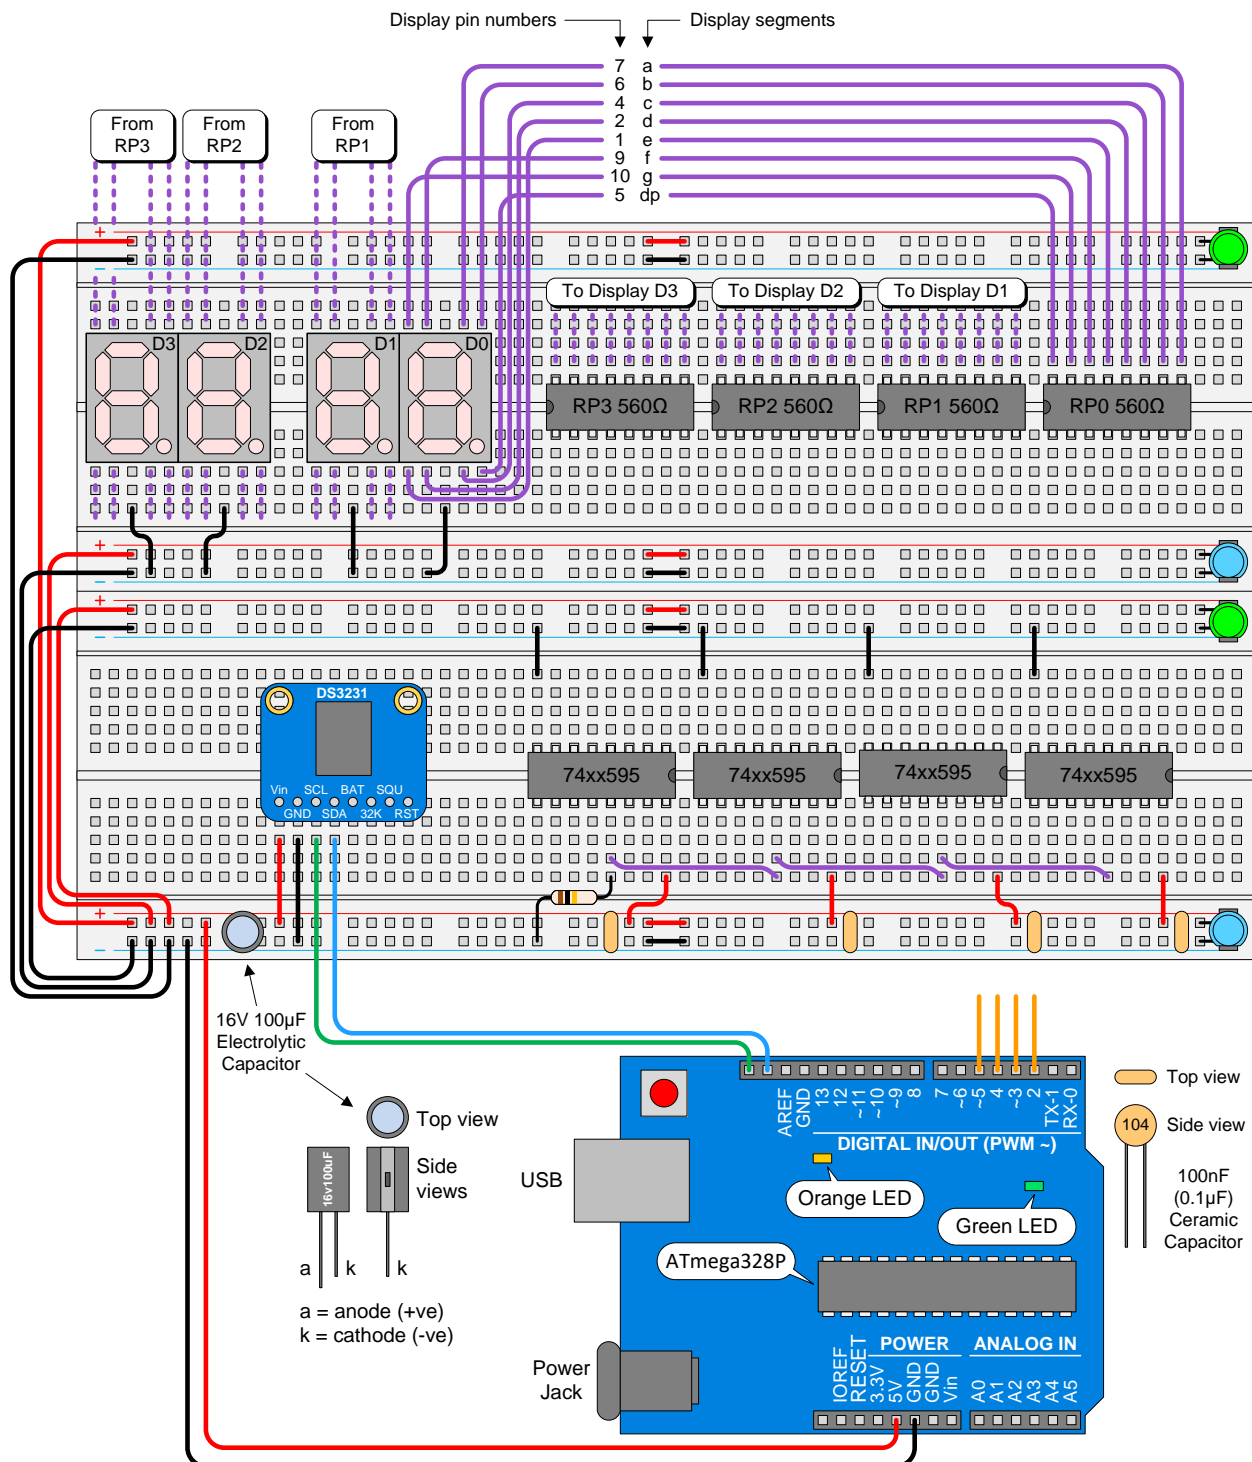 Display pin numbers
Display segments
7 a
6 b
4 c
2 d
1 e
9 f
10 g
5 dp
From
RP3
From
RP2
From
RP1
+
−
To Display D3
To Display D2
To Display D1
D3
D2
D1
D0
RP3 560Ω
RP2 560Ω
RP1 560Ω
RP0 560Ω
+
−
+
−
DS3231
Vin
SCL
BAT
SQU
GND
SDA
32K
RST
74xx595
74xx595
74xx595
74xx595
+
−
16V 100µF
Electrolytic
Capacitor
Top view
16v100uF
Side
views
a
k
k
a = anode (+ve)
k = cathode (-ve)
USB
AREF
GND
13
12
~11
~10
~9
8
7
~6
~5
4
~3
2
TX-1
RX-0
DIGITAL IN/OUT (PWM ~)
Orange LED
Green LED
ATmega328P
Power
Jack
POWER
ANALOG IN
IOREF
RESET
3.3V
5V
GND
GND
Vin
A0
A1
A2
A3
A4
A5
Top view
104
Side view
100nF
(0.1µF)
Ceramic
Capacitor